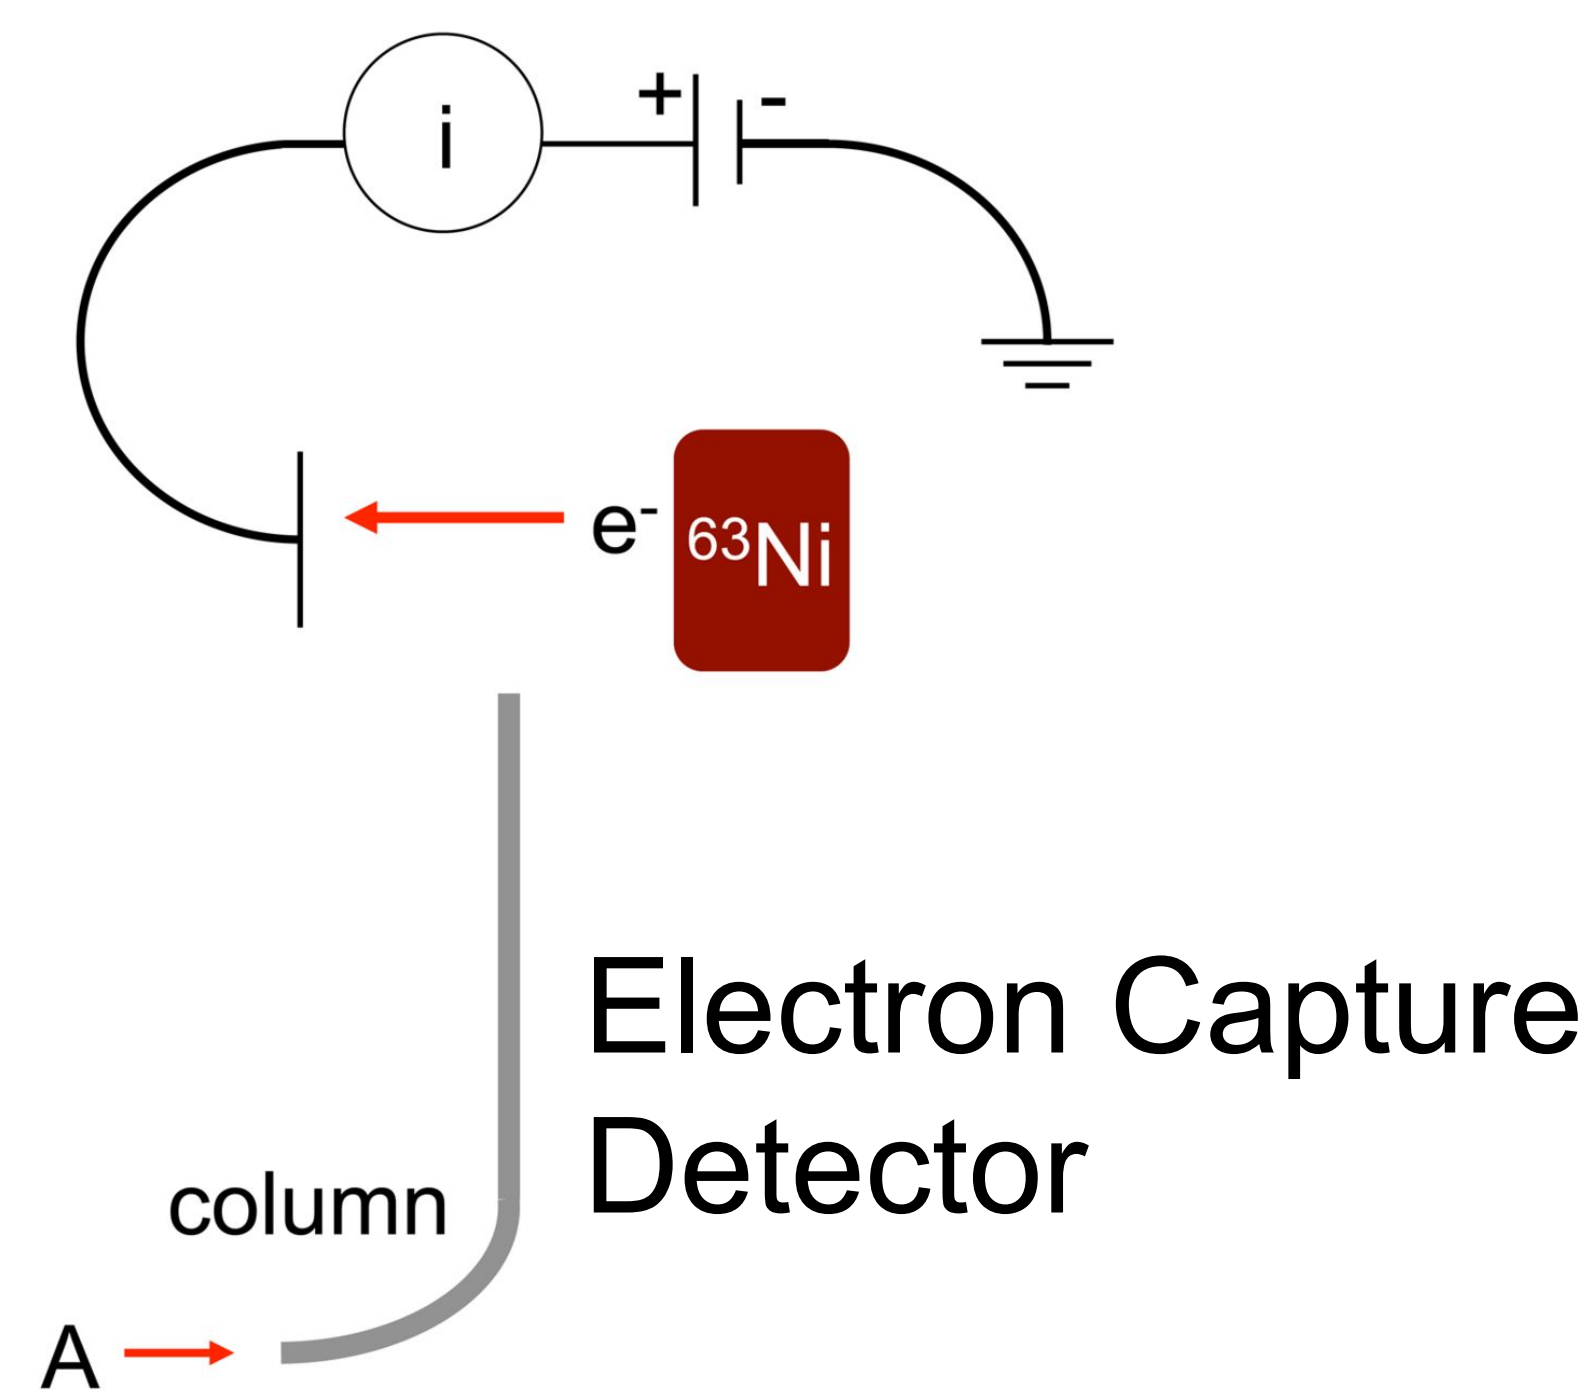 i
+ -
e-
63Ni
Electron Capture
Detector
column
A